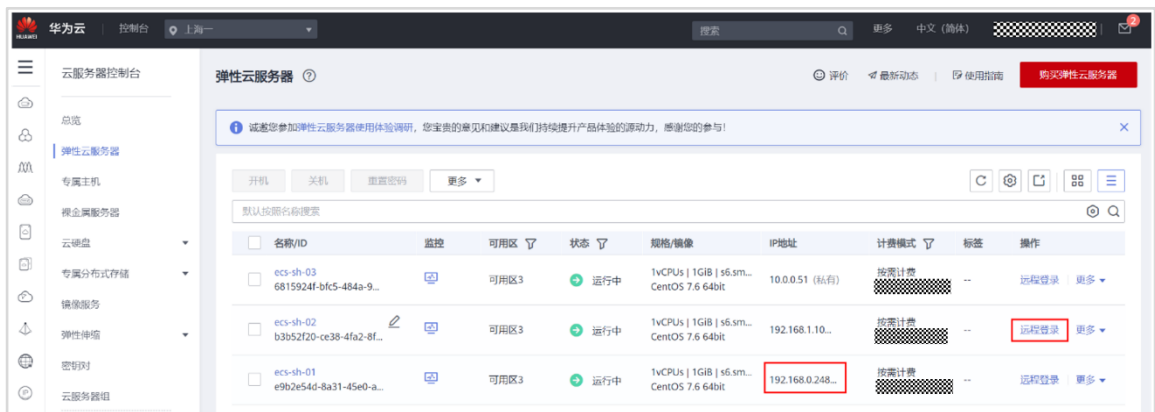 HUAWEI 华为云 控制台 上海一 搜索 更多 中文 (简体) 2
云服务器控制台
总览
弹性云服务器
专属主机
裸金属服务器
云硬盘
专属分布式存储
镜像服务
弹性伸缩
密钥对
云服务器组
弹性云服务器 评价 最新动态 使用指南 购买弹性云服务器
诚邀您参加弹性云服务器使用体验调研，您宝贵的意见和建议是我们持续提升产品体验的源动力，感谢您的参与!
开机 关机 重置密码 更多
默认按照名称搜索
名称/ID 监控 可用区 状态 规格/镜像 IP地址 计费模式 标签 操作
ecs-sh-03 可用区3 运行中 1vCPUs | 1GiB | s6.sm... 10.0.0.51 (私有) 按需计费 -- 远程登录 更多
6815924f-bfc5-484a-9... CentOS 7.6 64bit
ecs-sh-02 可用区3 运行中 1vCPUs | 1GiB | s6.sm... 192.168.1.10... 按需计费 -- 远程登录 更多
b3b52f20-ce38-4fa2-8f... CentOS 7.6 64bit
ecs-sh-01 可用区3 运行中 1vCPUs | 1GiB | s6.sm... 192.168.0.248... 按需计费 -- 远程登录 更多
e9b2e54d-8a31-45e0-a... CentOS 7.6 64bit